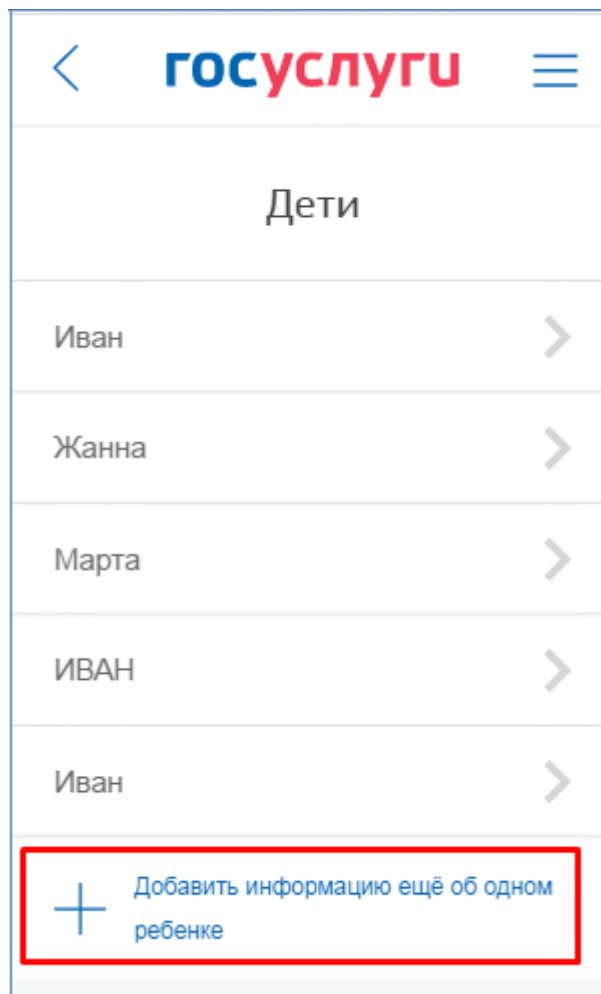 госуслуги
Дети
Иван
Жанна
Марта
ИВАН
Иван
Добавить информацию ещё об одном
ребенке